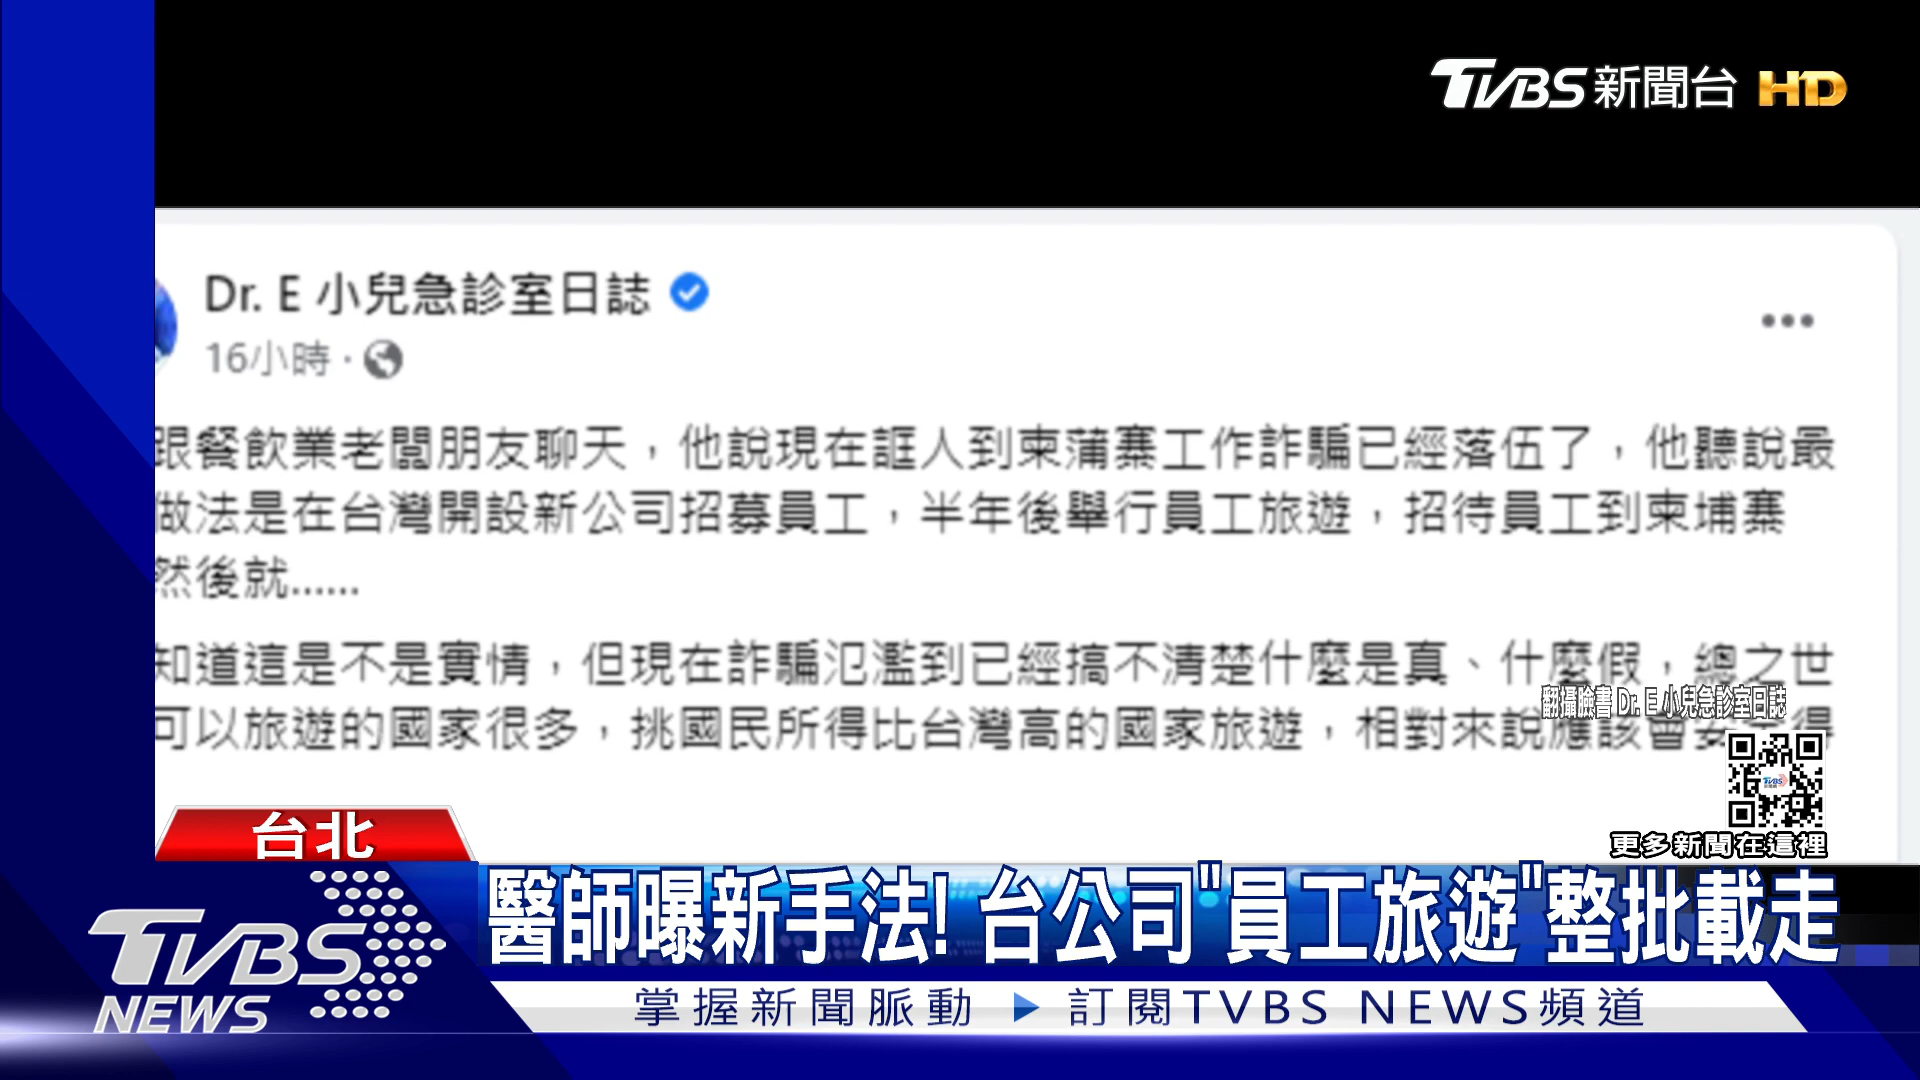 TVBS新聞台 HD
Dr. E 小兒急診室日誌
16小時
跟餐飲業老闆朋友聊天，他說現在誆人到柬蒲寨工作詐騙已經落伍了，他聽說最
做法是在台灣開設新公司招募員工，半年後舉行員工旅遊，招待員工到柬埔寨
然後就......
知道這是不是實情，但現在詐騙氾濫到已經搞不清楚什麼是真、什麼假，總之世
可以旅遊的國家很多，挑國民所得比台灣高的國家旅遊，相對來說應該會安
翻攝臉書 Dr. E 小兒急診室日誌
TVBS
更多新聞在這裡
台北
醫師曝新手法! 台公司"員工旅遊"整批載走
TVBS
NEWS
掌握新聞脈動 ▶ 訂閱TVBS NEWS頻道